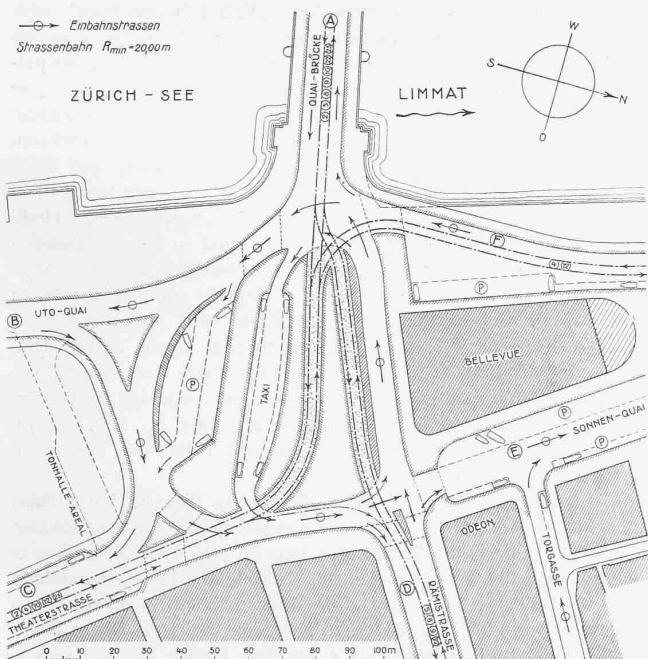 Einbahnstrassen
Strassenbahn Rmin = 20,00 m
ZÜRICH – SEE
LIMMAT
QUAI-BRÜCKE
A
W
S
N
O
F
B
UTO-QUAI
P
BELLEVUE
P
TAXI
P
SONNEN-QUAI
E
P
TONHALLE-AREAL
ODEON
TORGASSE
C
D
THEATERSTRASSE
RÄMISTRASSE
0 10 20 30 40 50 60 70 80 90 100 m